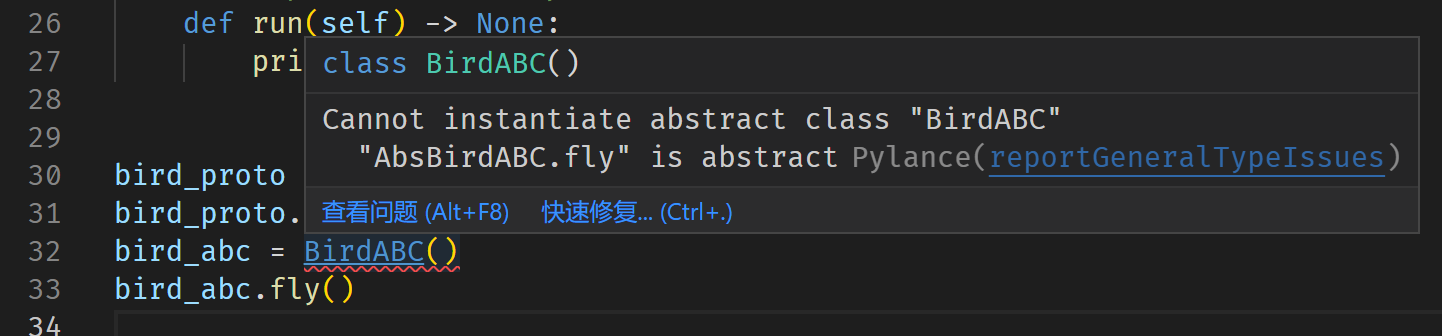 26 def run(self) -> None:
27 pri
class BirdABC()
28
Cannot instantiate abstract class "BirdABC"
29
"AbsBirdABC.fly" is abstract Pylance(reportGeneralTypeIssues)
30 bird_proto
31 bird_proto.
查看问题 (Alt+F8) 快速修复... (Ctrl+.)
32 bird_abc = BirdABC()
33 bird_abc.fly()
34